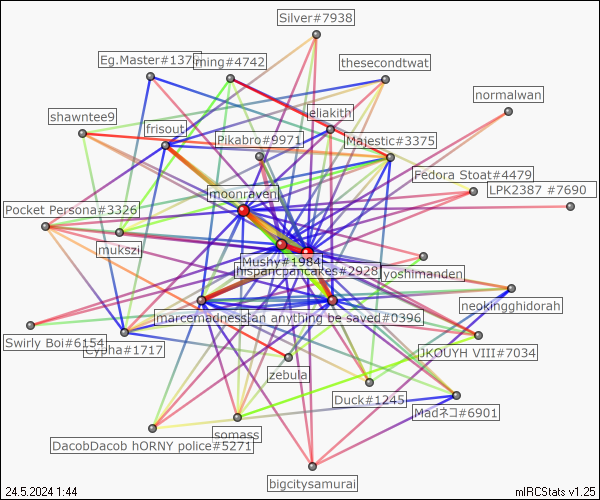 Silver#7938
Eg.Master#137
ming#4742
thesecondtwat
normalwan
shawntee9
eliakith
frisout
Pikabro#9971
Majestic#3375
Fedora Stoat#4479
LPK2387 #7690
moonraven
Pocket Persona#3326
mukszi
Mushy#1984
hispancpancakes#2928
yoshimanden
neokingghidorah
marcemadness
an anything be saved#0396
Swirly Boi#6154
Cypha#1717
JKOUYH VIII#7034
zebula
Duck#1245
Madネコ#6901
somass
DacobDacob hORNY police#5271
bigcitysamurai
24.5.2024 1:44
mIRCStats v1.25